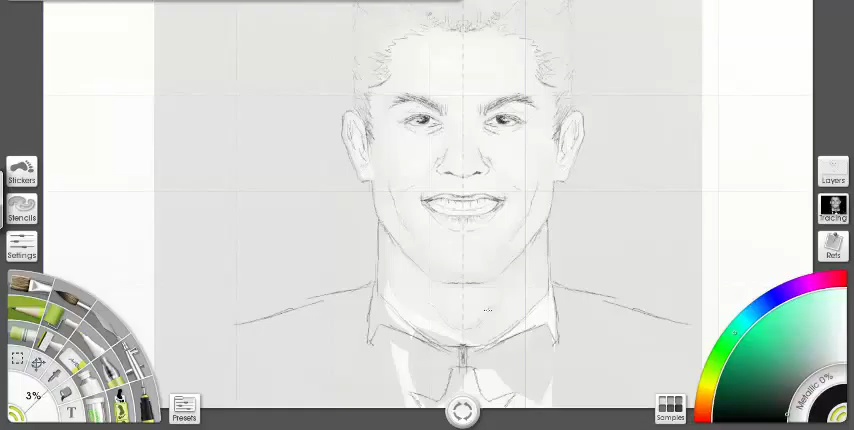 Stickers
Layers
Stencils
Tracing
Settings
Refs
3%
T
Metallic 0%
Presets
Samples